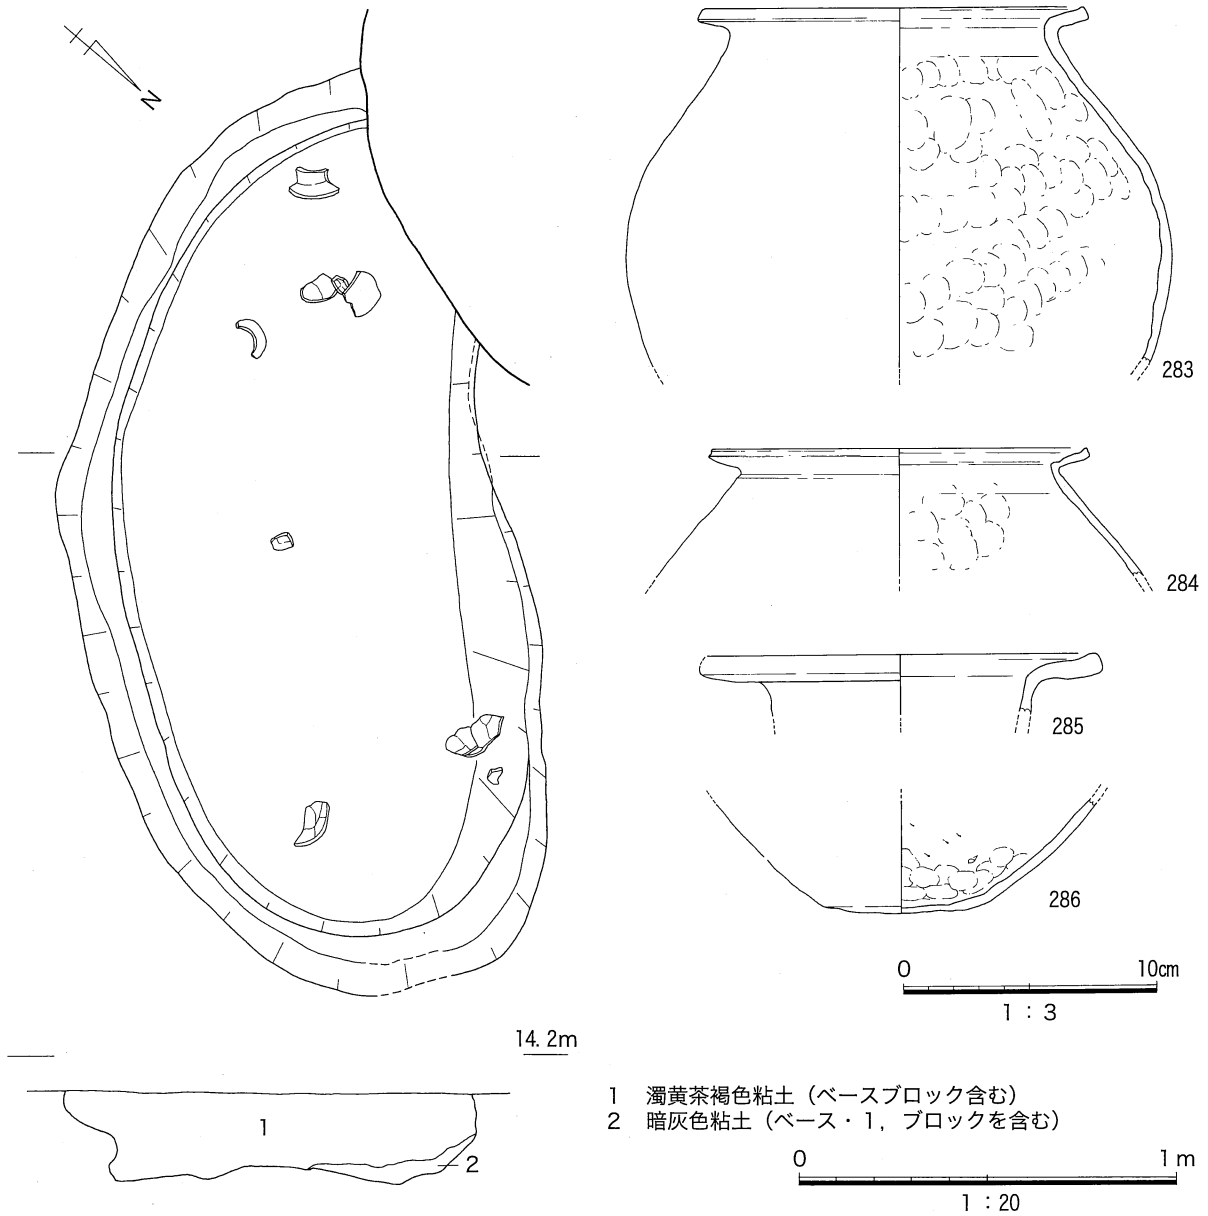 N
283
284
285
286
0 10cm
1：3
14.2m
1
2
1 濁黄茶褐色粘土（ベースブロック含む）
2 暗灰色粘土（ベース・１，ブロックを含む）
0 1m
1：20